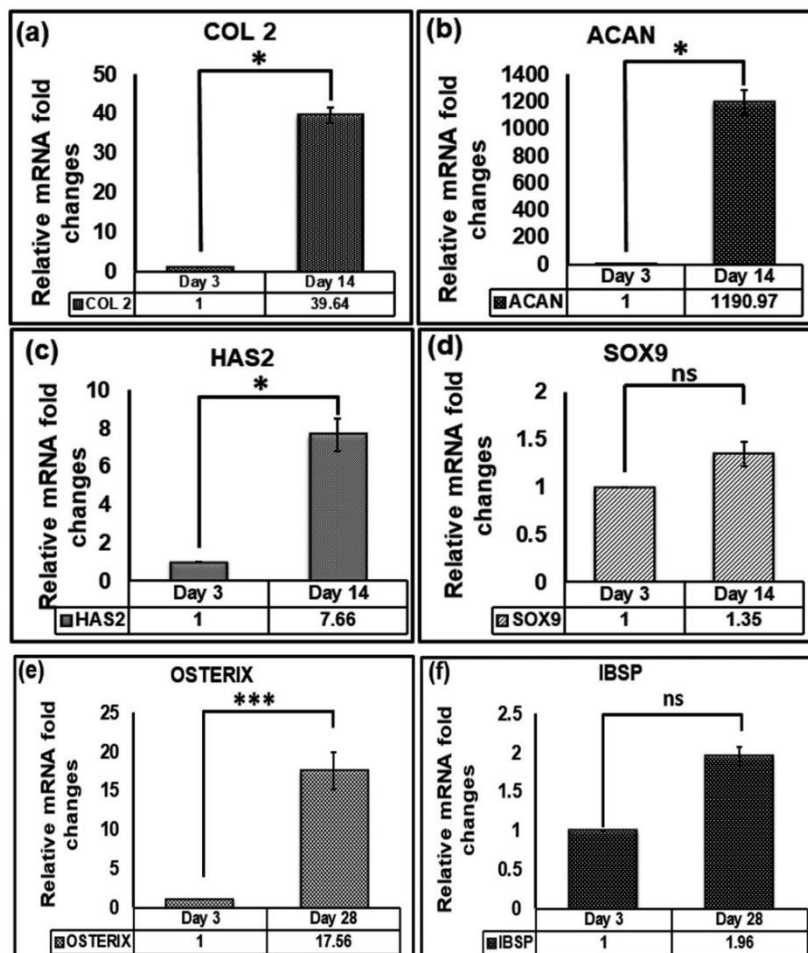 (a)
COL 2
Relative mRNA fold
changes
50
40
30
20
10
0
*
Day 3 Day 14
COL 2 1 39.64
(b)
ACAN
Relative mRNA fold
changes
1400
1200
1000
800
600
400
200
0
*
Day 3 Day 14
ACAN 1 1190.97
(c)
HAS2
Relative mRNA fold
changes
10
8
6
4
2
0
*
Day 3 Day 14
HAS2 1 7.66
(d)
SOX9
Relative mRNA fold
changes
2
1.5
1
0.5
0
ns
Day 3 Day 14
SOX9 1 1.35
(e)
OSTERIX
Relative mRNA fold
changes
25
20
15
10
5
0
***
Day 3 Day 28
OSTERIX 1 17.56
(f)
IBSP
Relative mRNA fold
changes
2.5
2
1.5
1
0.5
0
ns
Day 3 Day 28
IBSP 1 1.96